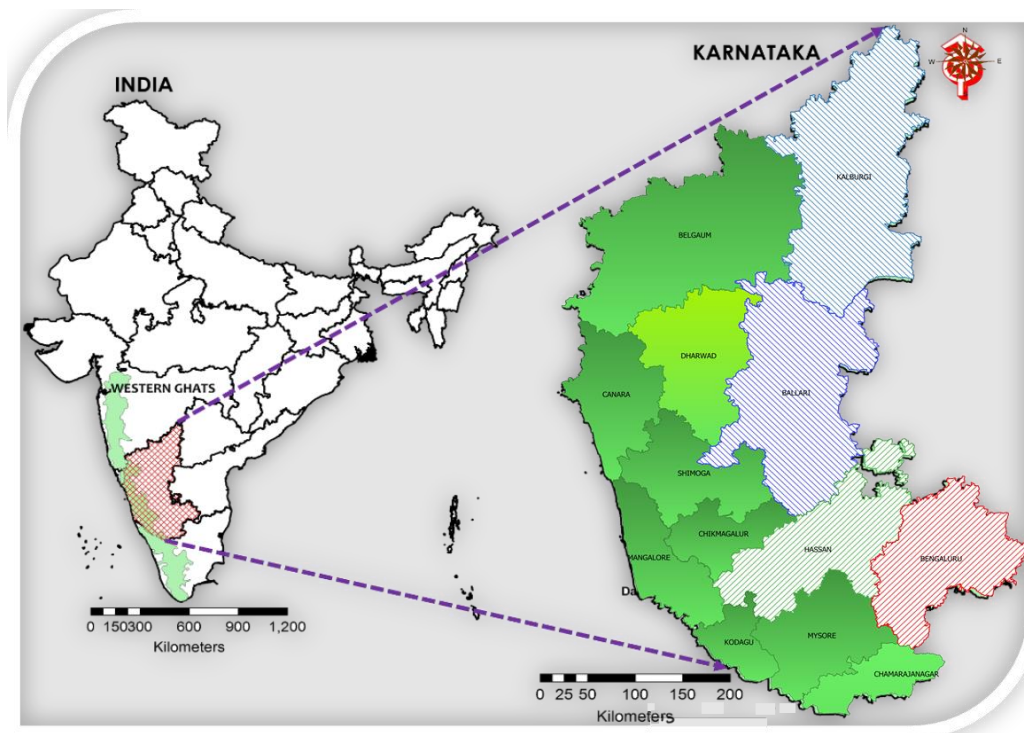 INDIA
KARNATAKA
N
W
E
KALBURGI
BELGAUM
WESTERN GHATS
DHARWAD
CANARA
BALLARI
SHIMOGA
CHIKMAGALUR
MANGALORE
HASSAN
BENGALURU
Da
KODAGU
MYSORE
CHAMARAJANAGAR
0 150300 600 900 1,200
Kilometers
0 25 50 100 150 200
Kilometers